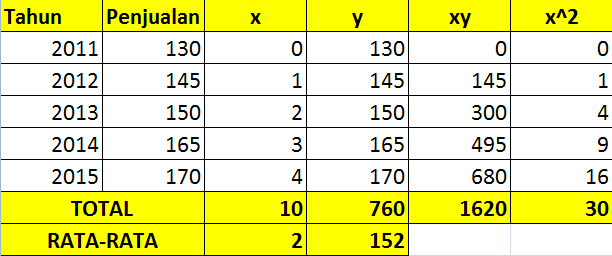 Tahun Penjualan x y xy x^2
2011 130 0 130 0 0
2012 145 1 145 145 1
2013 150 2 150 300 4
2014 165 3 165 495 9
2015 170 4 170 680 16
TOTAL 10 760 1620 30
RATA-RATA 2 152